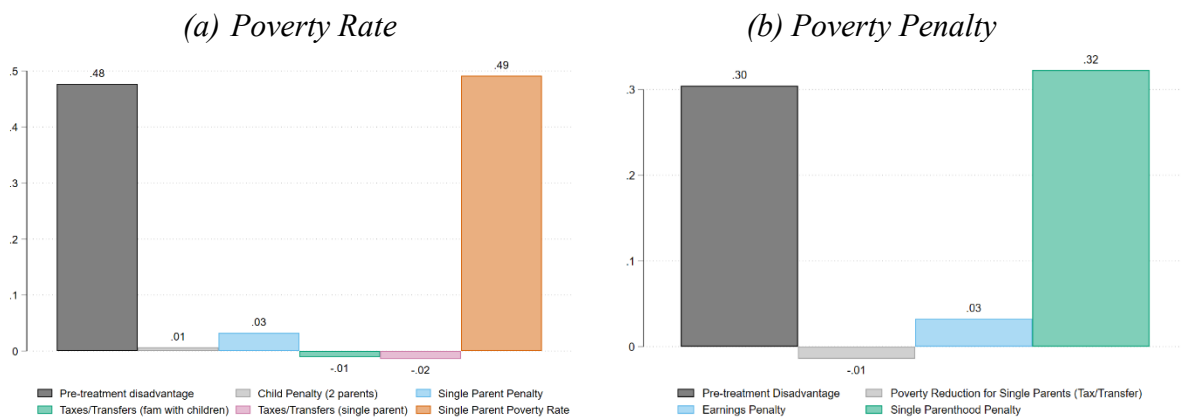 (a) Poverty Rate
.5
.4
.3
.2
.1
0
.48
.01
.03
-.01
-.02
.49
Pre-treatment disadvantage
Child Penalty (2 parents)
Single Parent Penalty
Taxes/Transfers (fam with children)
Taxes/Transfers (single parent)
Single Parent Poverty Rate
(b) Poverty Penalty
.3
.2
.1
0
.30
-.01
.03
.32
Pre-treatment Disadvantage
Poverty Reduction for Single Parents (Tax/Transfer)
Earnings Penalty
Single Parenthood Penalty